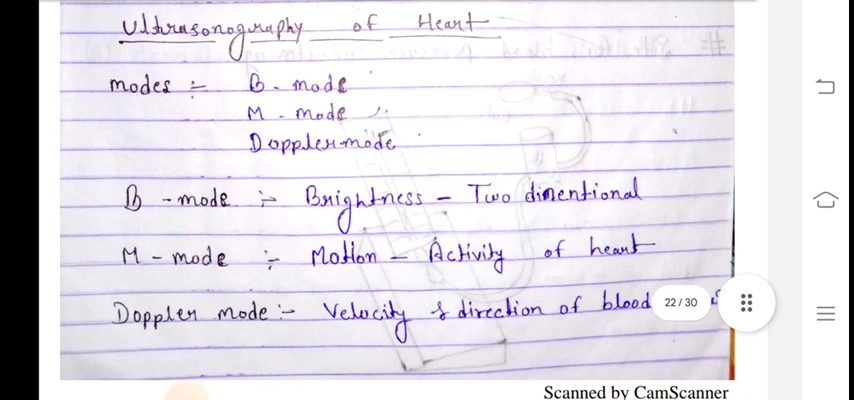 Ultrasonography of Heart
modes :- B - mode
M - mode
Doppler mode
B - mode :- Brightness - Two dimentional
M - mode :- Motion - Activity of heart
Doppler mode :- Velocity & direction of blood
22 / 30
Scanned by CamScanner